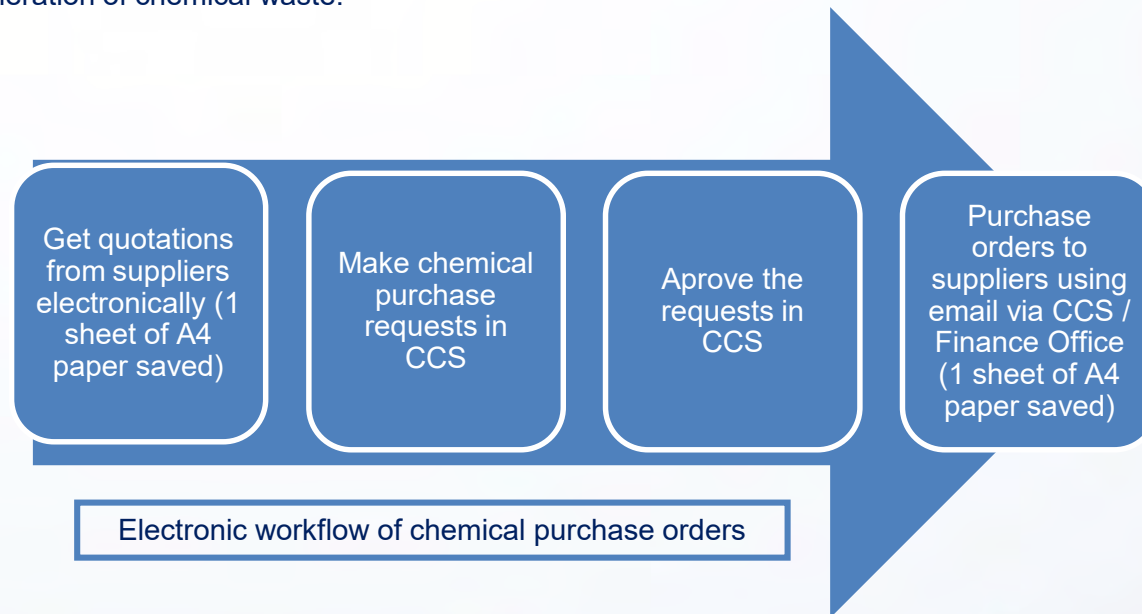 chemical waste.
Get quotations
from suppliers
electronically (1
sheet of A4
paper saved)
Make chemical
purchase
requests in
CCS
Aprove the
requests in
CCS
Purchase
orders to
suppliers using
email via CCS /
Finance Office
(1 sheet of A4
paper saved)
Electronic workflow of chemical purchase orders